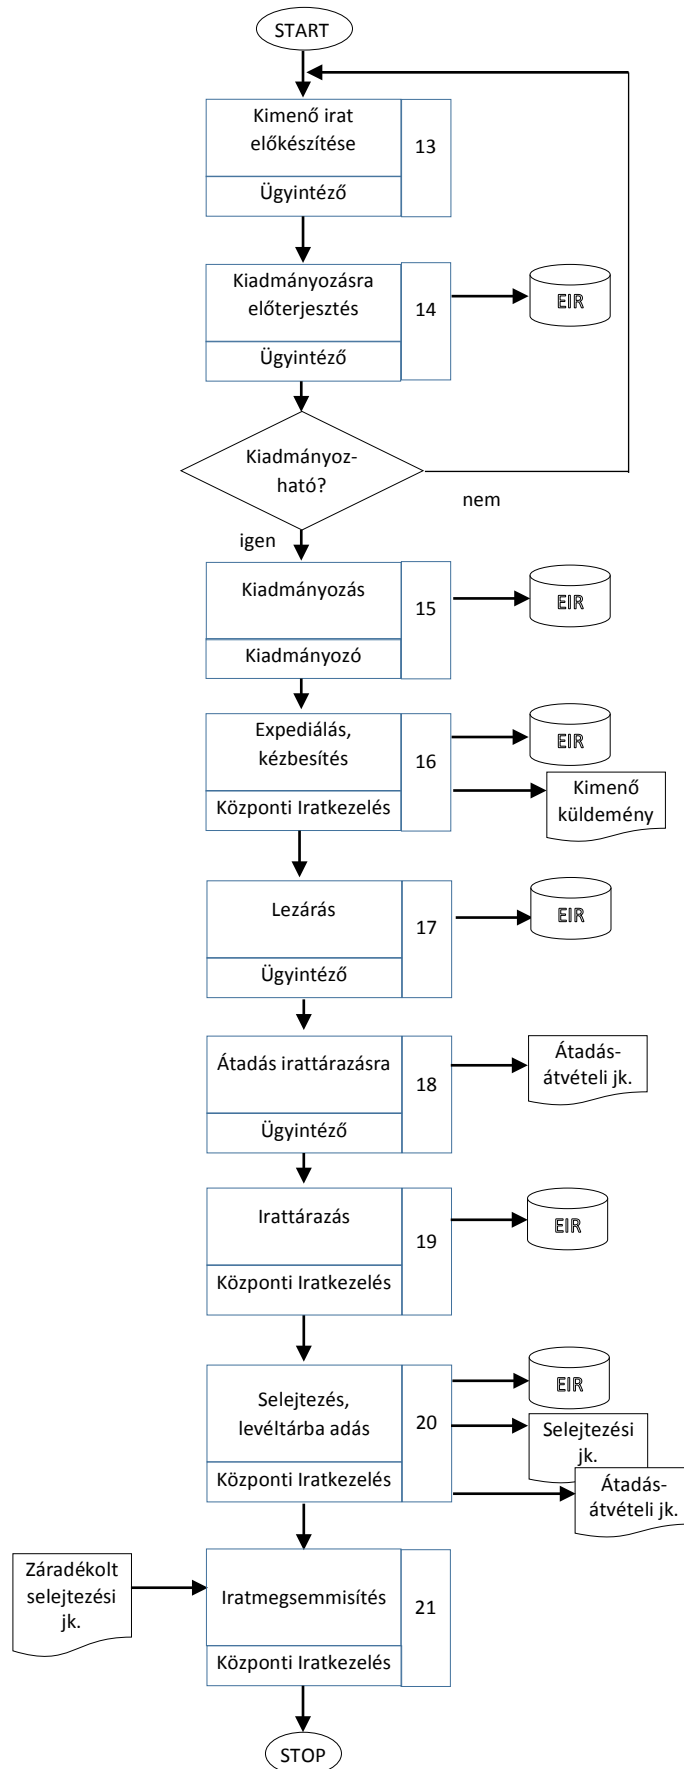 START
Kimenő irat
előkészítése
13
Ügyintéző
Kiadmányozásra
előterjesztés
14
EIR
Ügyintéző
Kiadmányoz-
ható?
nem
igen
Kiadmányozás
15
EIR
Kiadmányozó
Expediálás,
kézbesítés
16
EIR
Kimenő
küldemény
Központi Iratkezelés
Lezárás
17
EIR
Ügyintéző
Átadás irattárazásra
18
Átadás-
átvételi jk.
Ügyintéző
Irattárazás
19
EIR
Központi Iratkezelés
Selejtezés,
levéltárba adás
20
EIR
Selejtezési
jk.
Átadás-
átvételi jk.
Központi Iratkezelés
Záradékolt
selejtezési
jk.
Iratmegsemmisítés
21
Központi Iratkezelés
STOP